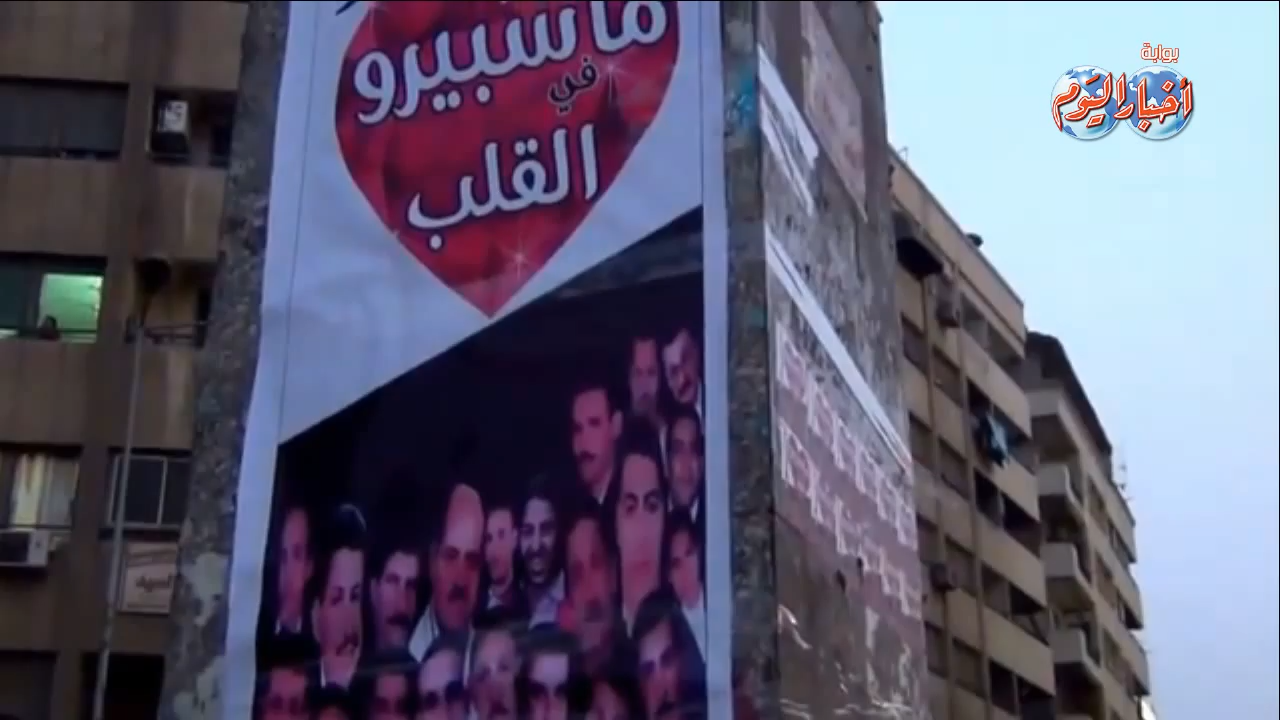 ماسبيرو
في
القلب
بوابة
أخبار اليوم